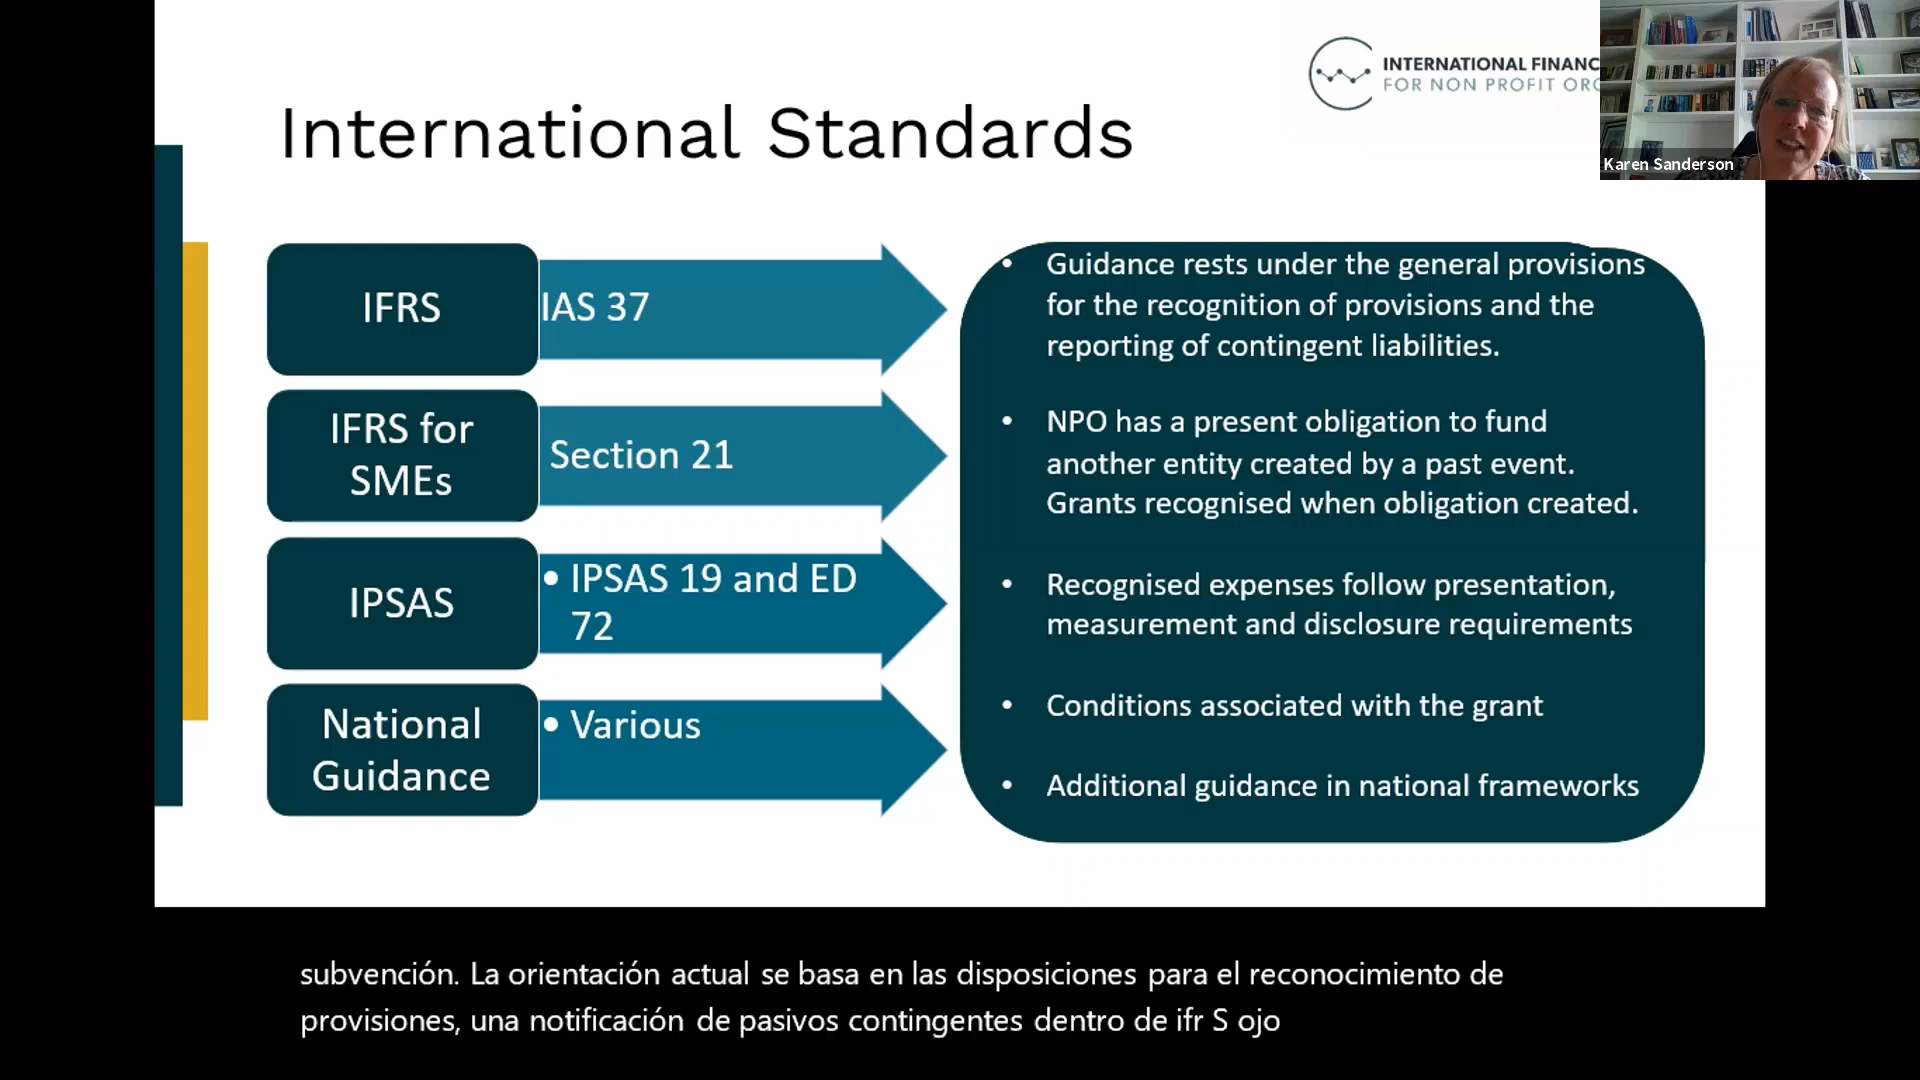 INTERNATIONAL FINANC
FOR NON PROFIT ORG
Karen Sanderson
International Standards
IFRS
IAS 37
IFRS for
SMEs
Section 21
IPSAS
• IPSAS 19 and ED
72
National
Guidance
• Various
• Guidance rests under the general provisions
for the recognition of provisions and the
reporting of contingent liabilities.
• NPO has a present obligation to fund
another entity created by a past event.
Grants recognised when obligation created.
• Recognised expenses follow presentation,
measurement and disclosure requirements
• Conditions associated with the grant
• Additional guidance in national frameworks
subvención. La orientación actual se basa en las disposiciones para el reconocimiento de
provisiones, una notificación de pasivos contingentes dentro de ifr S ojo